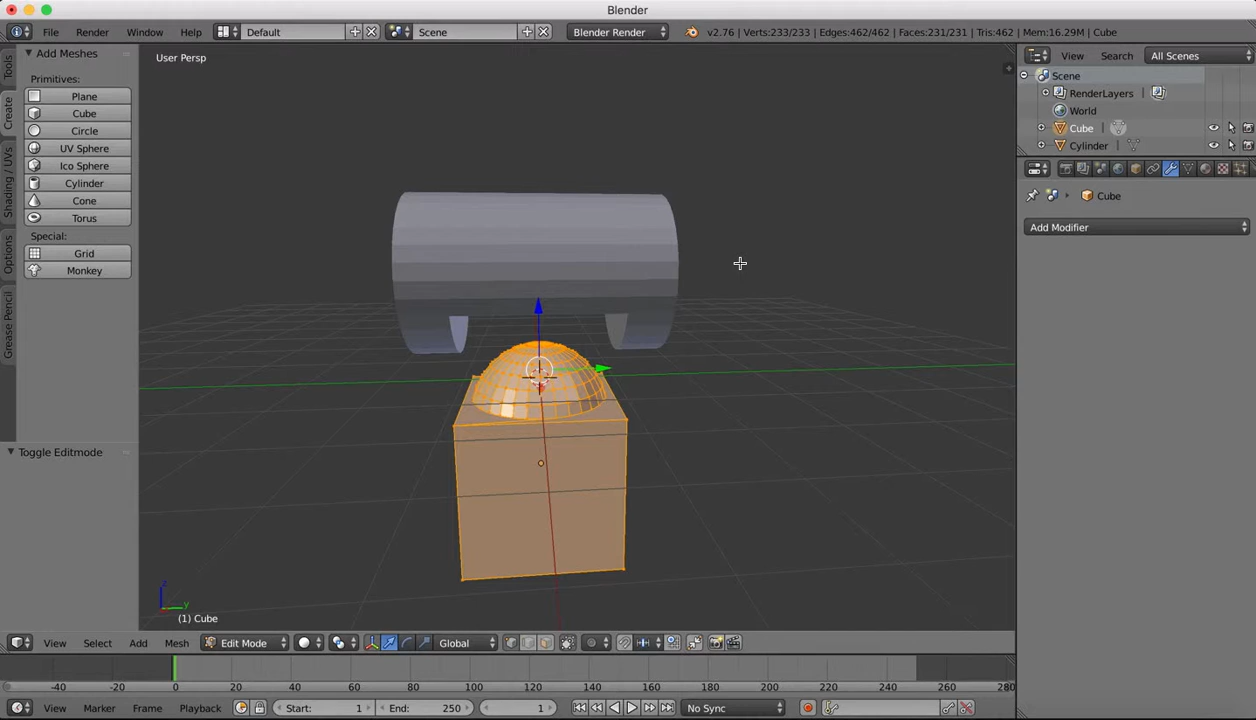 Blender
File Render Window Help Default Scene Blender Render v2.76 | Verts:233/233 | Edges:462/462 | Faces:231/231 | Tris:462 | Mem:16.29M | Cube
Tools
Create
Shading / UVs
Options
Grease Pencil
Add Meshes
Primitives:
Plane
Cube
Circle
UV Sphere
Ico Sphere
Cylinder
Cone
Torus
Special:
Grid
Monkey
Toggle Editmode
User Persp
z
y
(1) Cube
View Select Add Mesh Edit Mode Global
View Search All Scenes
Scene
RenderLayers
World
Cube
Cylinder
Cube
Add Modifier
-40 -20 0 20 40 60 80 100 120 140 160 180 200 220 240 260 280
View Marker Frame Playback Start: 1 End: 250 1 No Sync